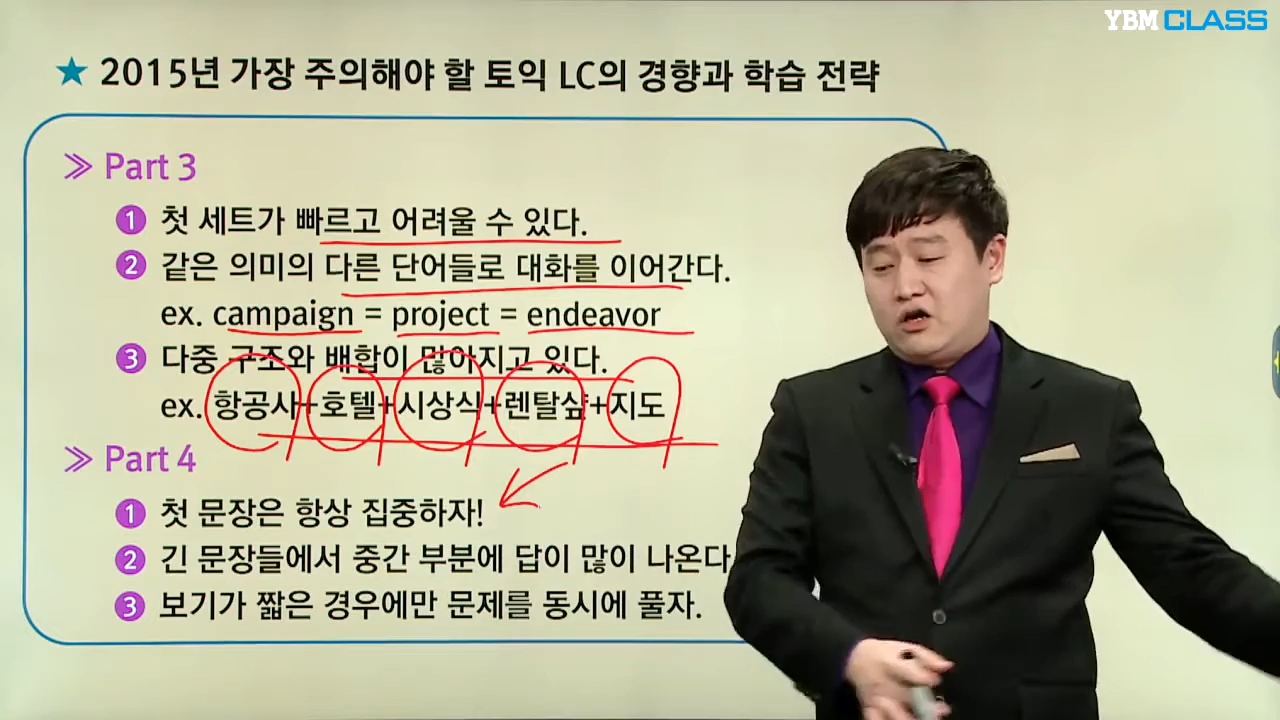 YBM CLASS
★ 2015년 가장 주의해야 할 토익 LC의 경향과 학습 전략
≫ Part 3
1 첫 세트가 빠르고 어려울 수 있다.
2 같은 의미의 다른 단어들로 대화를 이어간다.
ex. campaign = project = endeavor
3 다중 구조와 배합이 많아지고 있다.
ex. 항공사+호텔+시상식+렌탈샾+지도
≫ Part 4
1 첫 문장은 항상 집중하자!
2 긴 문장들에서 중간 부분에 답이 많이 나온다
3 보기가 짧은 경우에만 문제를 동시에 풀자.